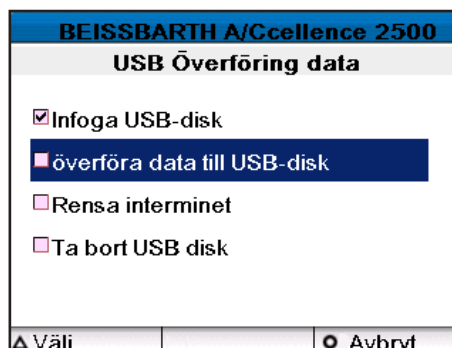 BEISSBARTH A/Ccellence 2500
USB Överföring data
Infoga USB-disk
överföra data till USB-disk
Rensa interminet
Ta bort USB disk
Välj Avbryt